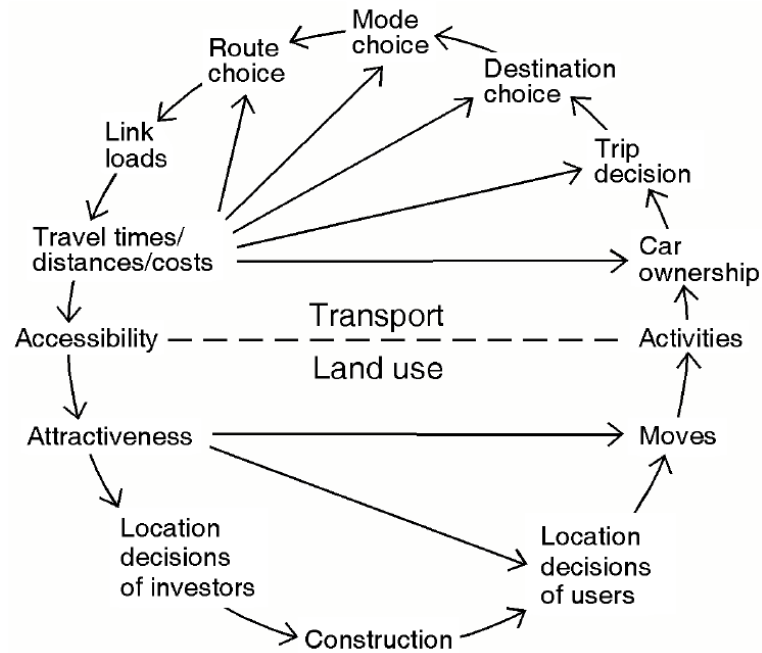 Mode
choice
Route
choice
Destination
choice
Link
loads
Trip
decision
Travel times/
distances/costs
Car
ownership
Transport
Accessibility
Activities
Land use
Attractiveness
Moves
Location
decisions
of investors
Location
decisions
of users
Construction